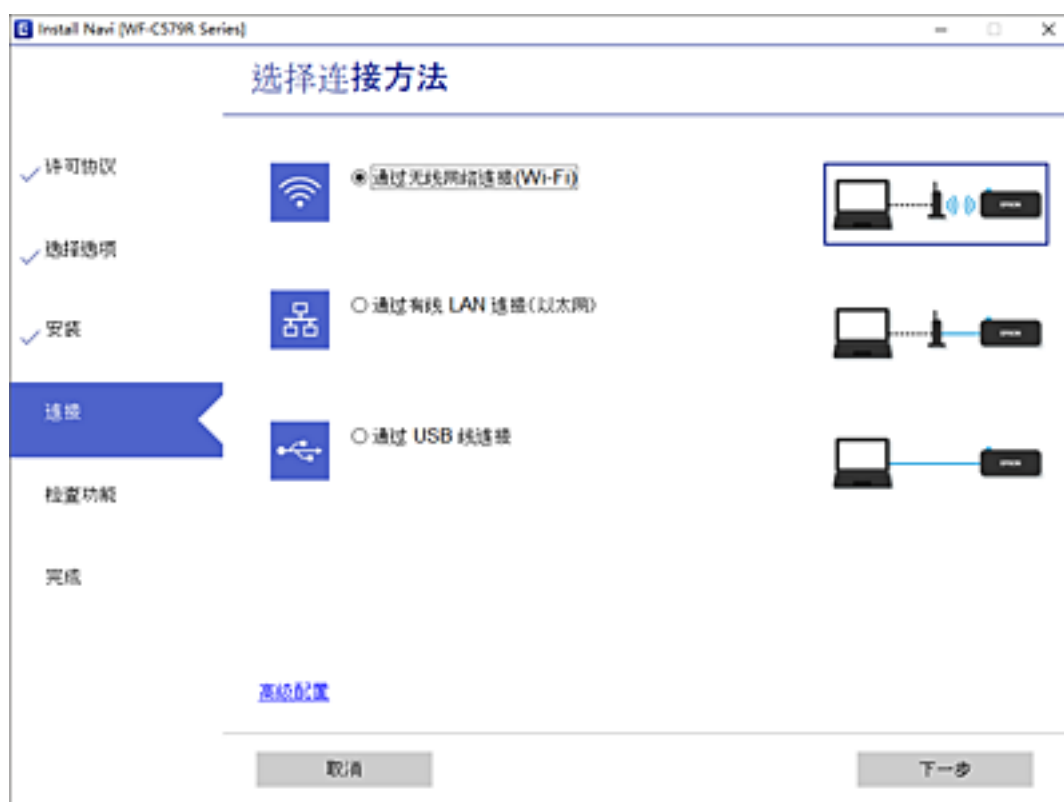 Install Navi [WF-C579R Series]
选择连接方法
许可协议
选择选项
安装
连接
检查功能
完成
通过无线网络连接(Wi-Fi)
通过有线 LAN 连接(以太网)
通过 USB 线连接
EPSON
EPSON
EPSON
高级配置
取消
下一步